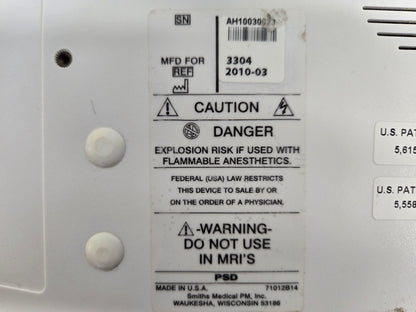 SN
MFD FOR
REF
3304
2010-03
CAUTION
DANGER
EXPLOSION RISK IF USED WITH
FLAMMABLE ANESTHETICS.
FEDERAL (USA) LAW RESTRICTS
THIS DEVICE TO SALE BY OR
ON THE ORDER OF A PHYSICIAN.
-WARNING-
DO NOT USE
IN MRI'S
PSD
MADE IN U.S.A. 71012B14
Smiths Medical PM, Inc.
WAUKESHA, WISCONSIN 53186
U.S. PAT
5,615
U.S. PAT
5,558